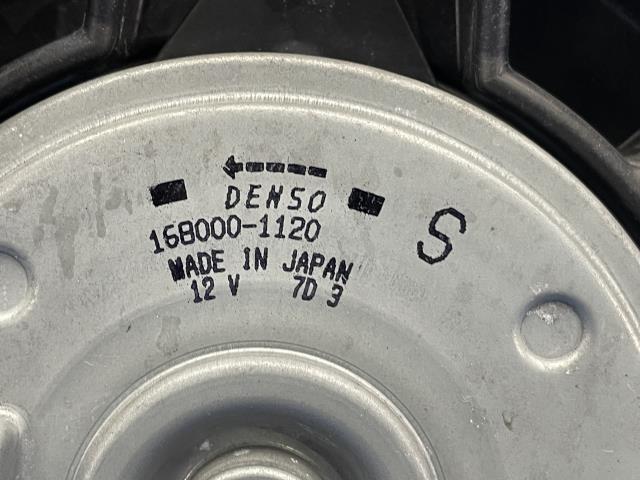 DENSO
168000-1120
S
MADE IN JAPAN
12 V 7D 3